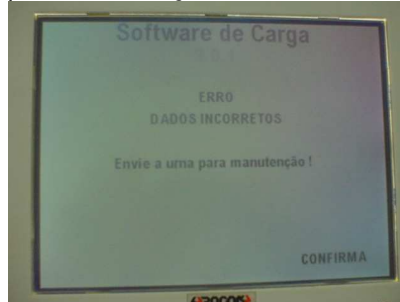 Software de Carga
ERRO
DADOS INCORRETOS
Envie a urna para manutenção !
CONFIRMA